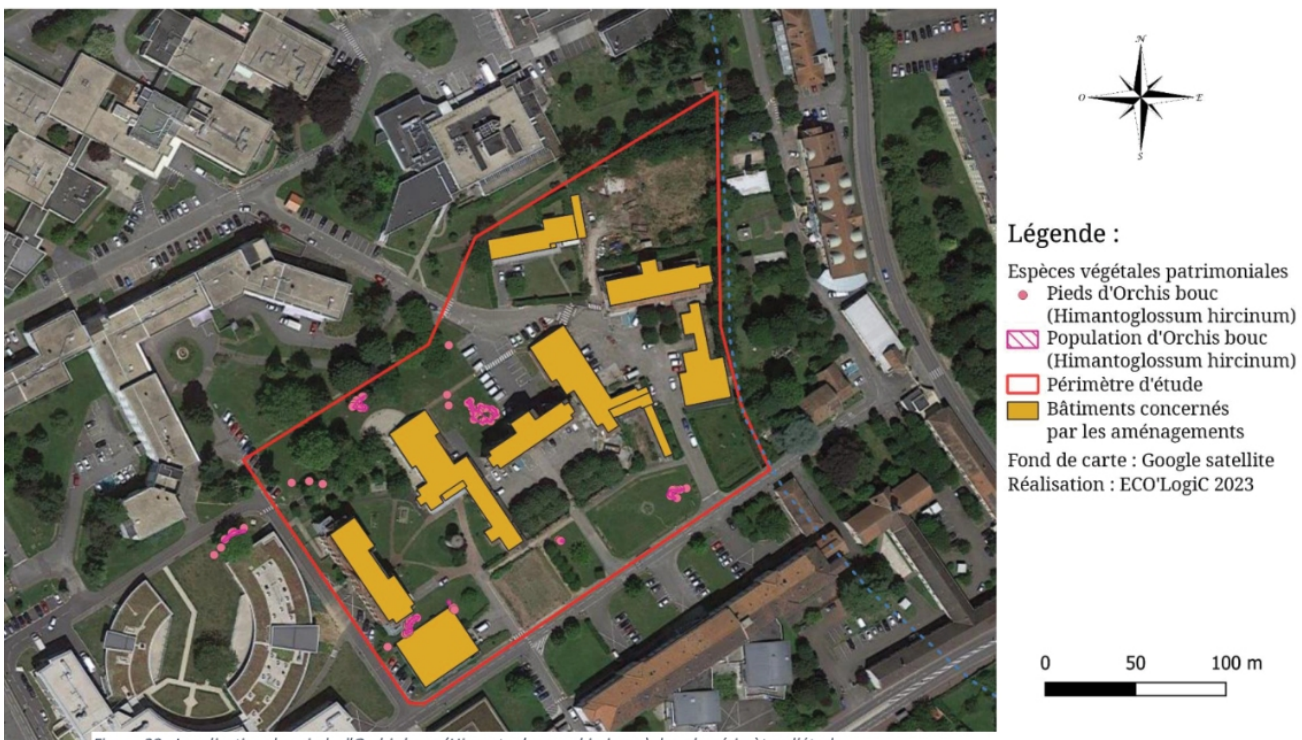 N
O
E
S
Légende :
Espèces végétales patrimoniales
Pieds d'Orchis bouc
(Himantoglossum hircinum)
Population d'Orchis bouc
(Himantoglossum hircinum)
Périmètre d'étude
Bâtiments concernés
par les aménagements
Fond de carte : Google satellite
Réalisation : ECO'LogiC 2023
0 50 100 m